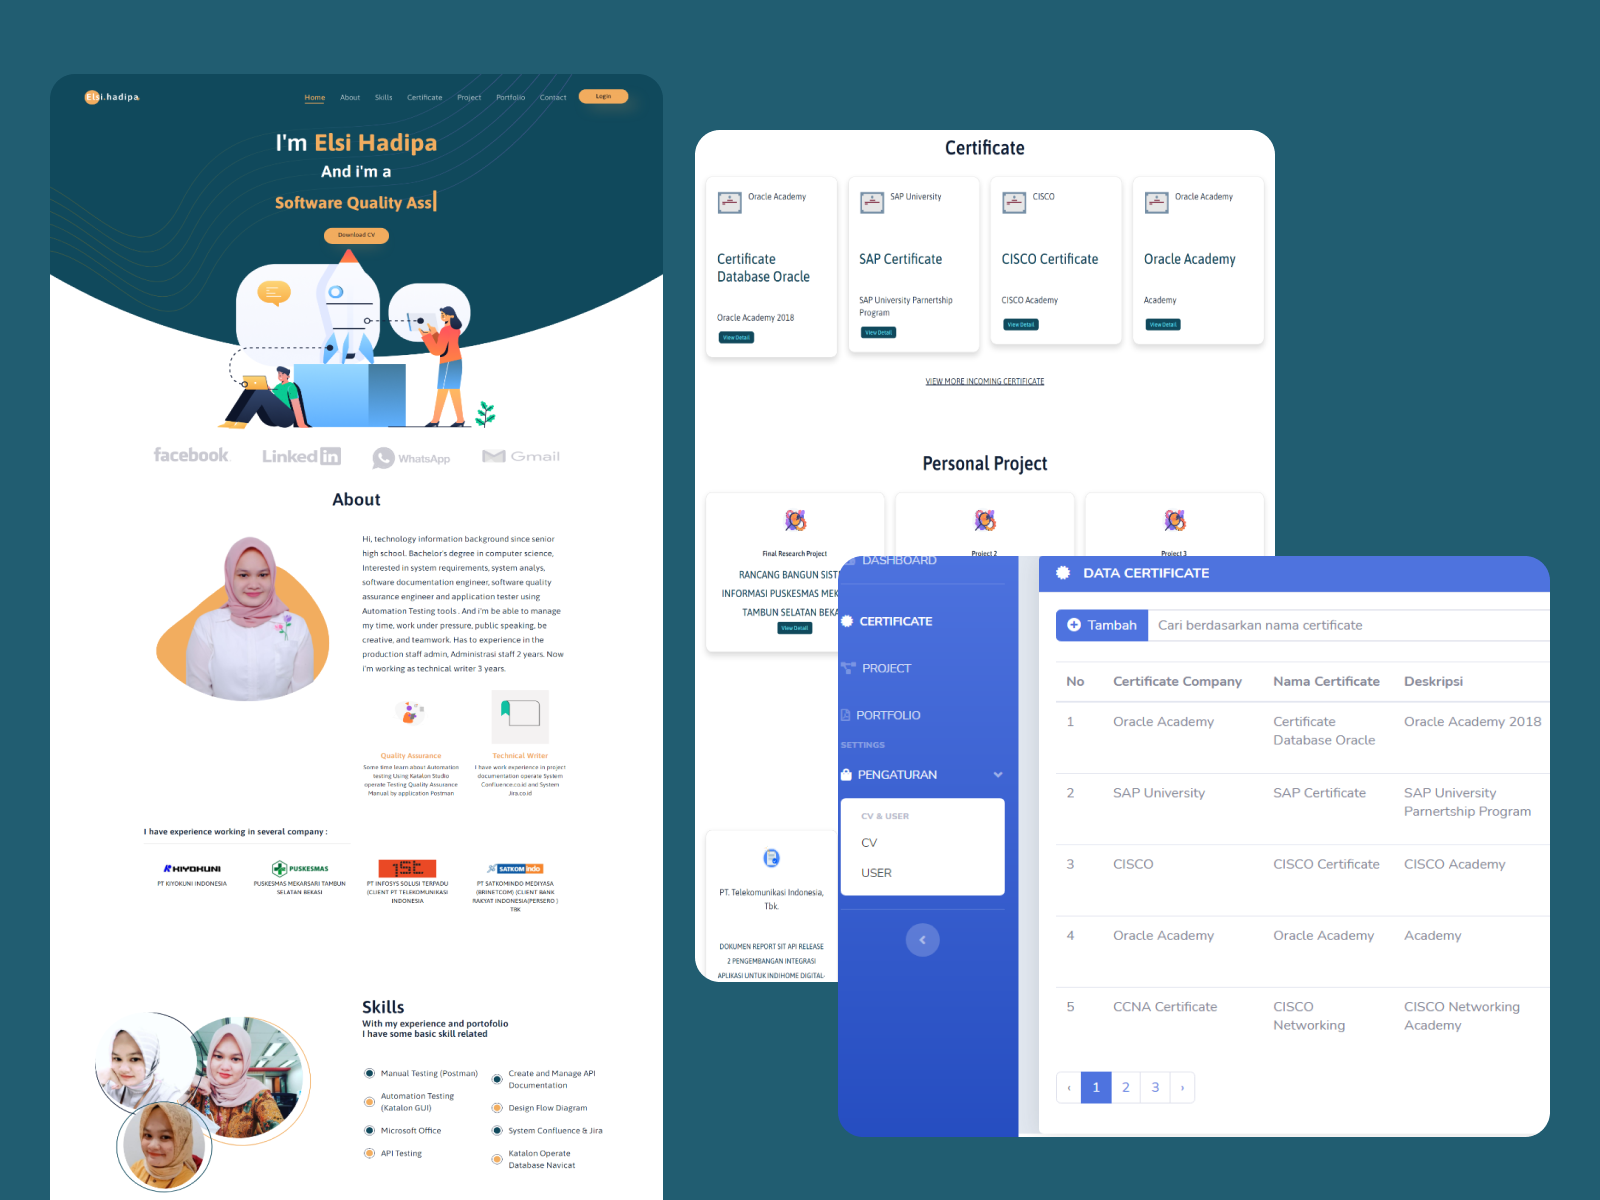 Elsi.hadipa
Home
About
Skills
Certificate
Project
Portfolio
Contact
Login
I'm Elsi Hadipa
And i'm a
Software Quality Ass|
Download CV
facebook
Linked in
WhatsApp
Gmail
About
Hi, technology information background since senior
high school. Bachelor's degree in computer science,
Interested in system requirements, system analys,
software documentation engineer, software quality
assurance engineer and application tester using
Automation Testing tools . And i'm be able to manage
my time, work under pressure, public speaking, be
creative, and teamwork. Has to experience in the
production staff admin, Administrasi staff 2 years. Now
i'm working as technical writer 3 years.
Quality Assurance
Some time learn about Automation
testing Using Katalon Studio
operate Testing Quality Assurance
Manual by application Postman
Technical Writer
I have work experience in project
documentation operate System
Confluence.co.id and System
Jira.co.id
I have experience working in several company :
HIYOKUNI
PT KIYOKUNI INDONESIA
PUSKESMAS
PUSKESMAS MEKARSARI TAMBUN
SELATAN BEKASI
PT INFOSYS SOLUSI TERPADU
(CLIENT PT TELEKOMUNIKASI
INDONESIA
SATKOMindo
PT SATKOMINDO MEDIYASA
(BRINETCOM) (CLIENT BANK
RAKYAT INDONESIA(PERSERO )
TBK
Skills
With my experience and portofolio
I have some basic skill related
Manual Testing (Postman)
Automation Testing
(Katalon GUI)
Microsoft Office
API Testing
Create and Manage API
Documentation
Design Flow Diagram
System Confluence & Jira
Katalon Operate
Database Navicat
Certificate
Oracle Academy
Certificate
Database Oracle
Oracle Academy 2018
View Detail
SAP University
SAP Certificate
SAP University Parnertship
Program
View Detail
CISCO
CISCO Certificate
CISCO Academy
View Detail
Oracle Academy
Oracle Academy
Academy
View Detail
VIEW MORE INCOMING CERTIFICATE
Personal Project
Final Research Project
RANCANG BANGUN SIST
INFORMASI PUSKESMAS MEK
TAMBUN SELATAN BEKA
View Detail
Project 2
Project 3
PT. Telekomunikasi Indonesia,
Tbk.
DOKUMEN REPORT SIT API RELEASE
2 PENGEMBANGAN INTEGRASI
APLIKASI UNTUK INDIHOME DIGITAL-
DASHBOARD
CERTIFICATE
PROJECT
PORTFOLIO
SETTINGS
PENGATURAN
CV & USER
CV
USER
DATA CERTIFICATE
Tambah
Cari berdasarkan nama certificate
No Certificate Company Nama Certificate Deskripsi
1 Oracle Academy Certificate Oracle Academy 2018
Database Oracle
2 SAP University SAP Certificate SAP University
Parnertship Program
3 CISCO CISCO Certificate CISCO Academy
4 Oracle Academy Oracle Academy Academy
5 CCNA Certificate CISCO CISCO Networking
Networking Academy
‹ 1 2 3 ›